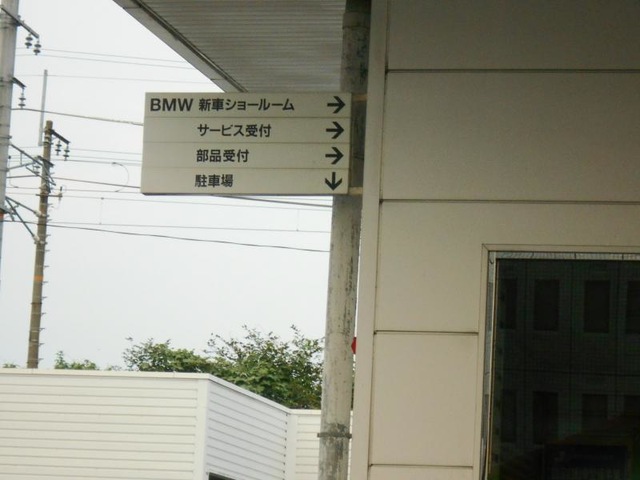 BMW 新車ショールーム →
サービス受付 →
部品受付 →
駐車場 ↓